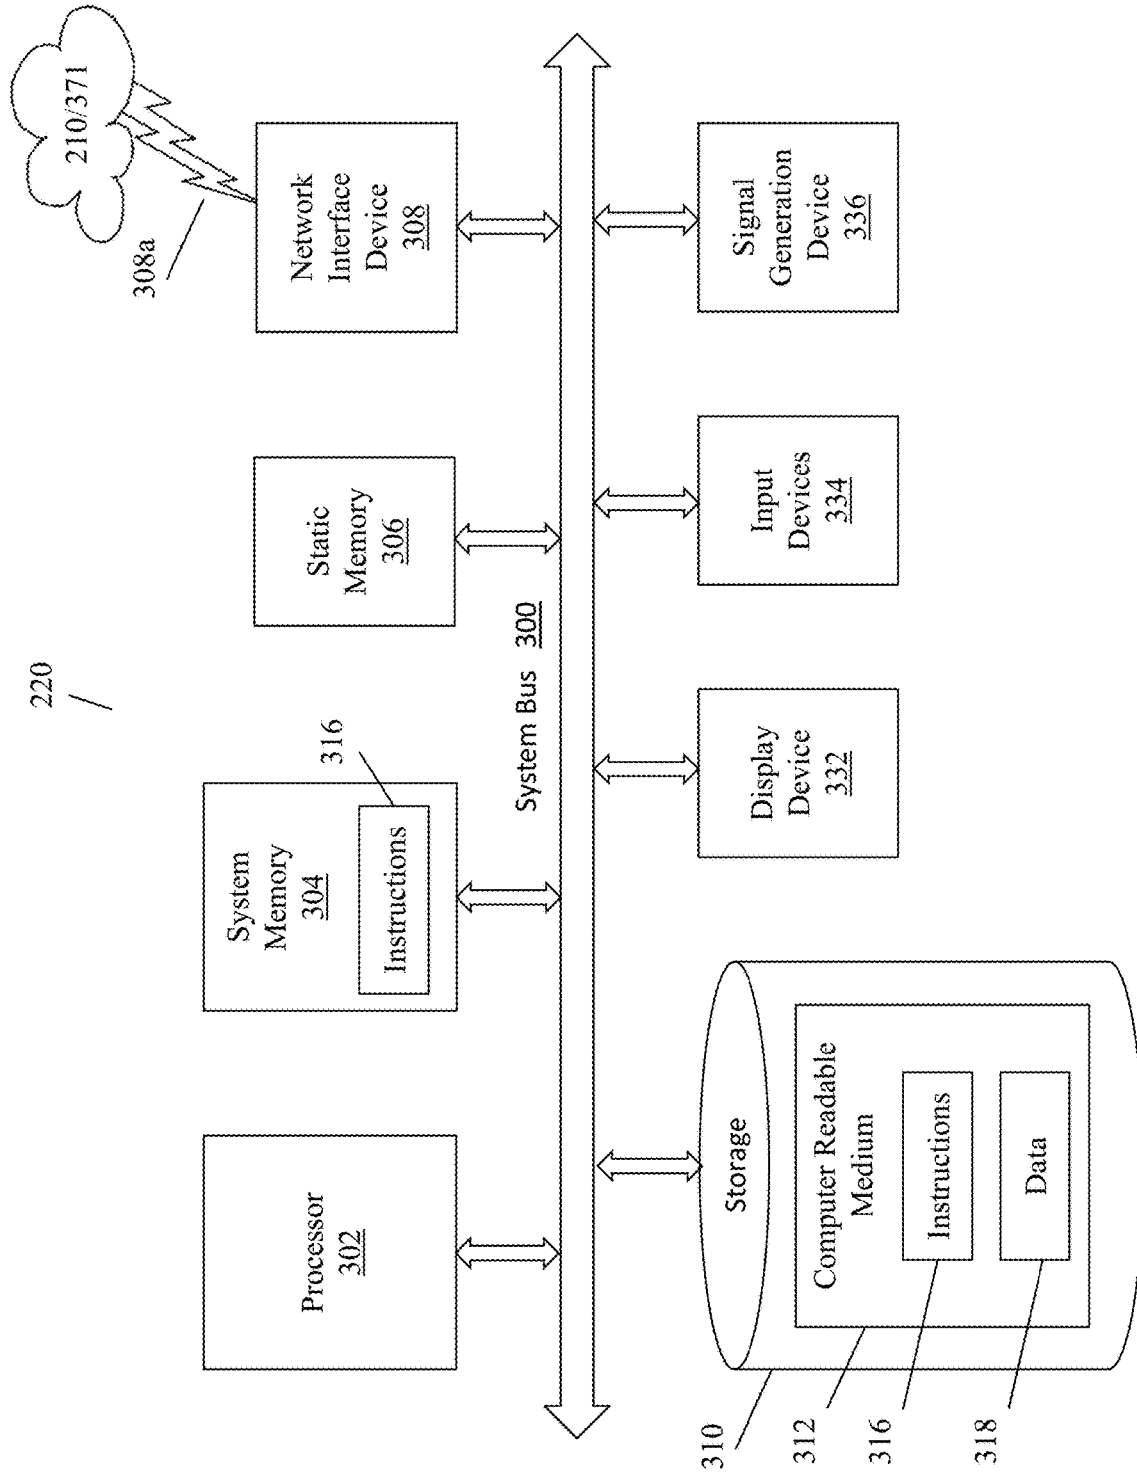 220
210/371
308a
Processor
302
System
Memory
304
Instructions
316
Static
Memory
306
Network
Interface
Device
308
System Bus 300
Storage
Computer Readable
Medium
Instructions
Data
310
312
316
318
Display
Device
332
Input
Devices
334
Signal
Generation
Device
336